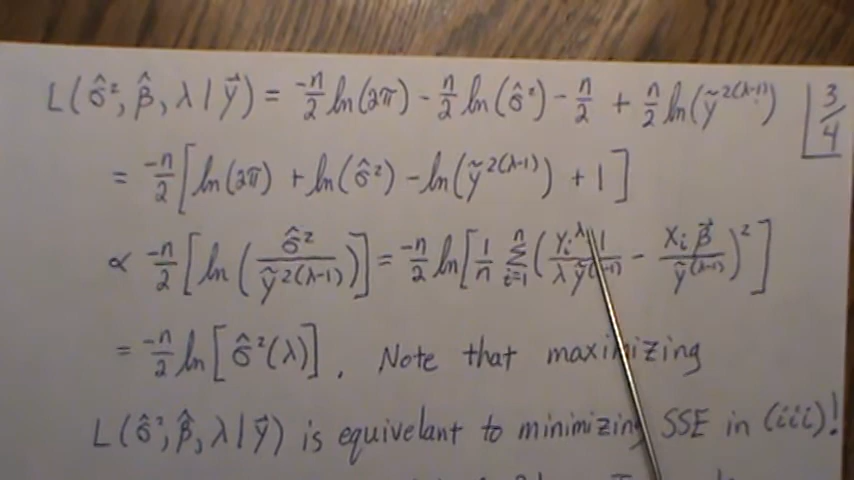 L(σ̂², β̂, λ | y⃗) = -n/2 ln(2π) - n/2 ln(σ̂²) - n/2 + n/2 ln(ỹ^2(λ-1))
3/4
= -n/2 [ln(2π) + ln(σ̂²) - ln(ỹ^2(λ-1)) + 1]
∝ -n/2 [ln(σ̂²/ỹ^2(λ-1))] = -n/2 ln[1/n Σ_{i=1}^{n} ((Y_i^λ - 1)/(λ ỹ^(λ-1)) - X_i β⃗/ỹ^(λ-1))²]
= -n/2 ln[σ̂²(λ)]. Note that maximizing
L(σ̂², β̂, λ | y⃗) is equivelant to minimizing SSE in (iii)!